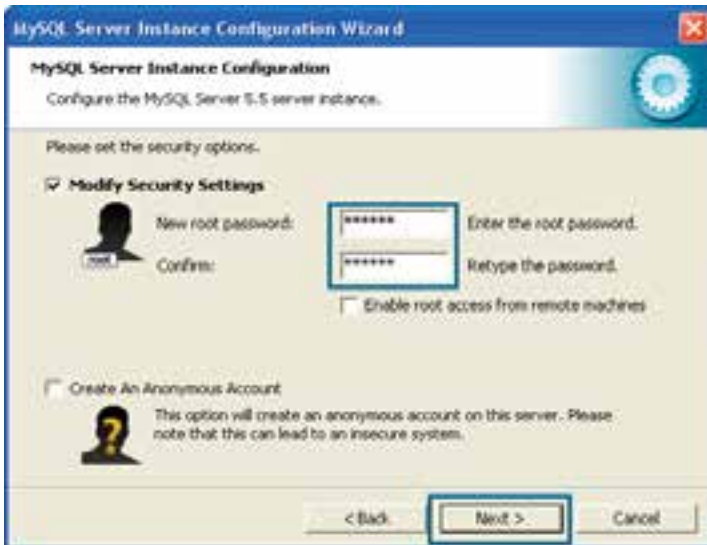 MySQL Server Instance Configuration Wizard
MySQL Server Instance Configuration
Configure the MySQL Server 5.5 server instance.
Please set the security options.
Modify Security Settings
New root password: ****** Enter the root password.
root
Confirm: ****** Retype the password.
Enable root access from remote machines
Create An Anonymous Account
This option will create an anonymous account on this server. Please
note that this can lead to an insecure system.
?
< Back Next > Cancel